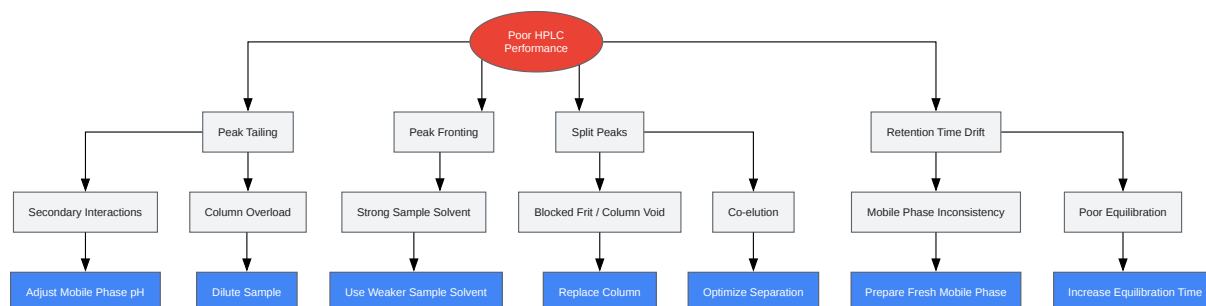 Poor HPLC
Performance
Peak Tailing
Peak Fronting
Split Peaks
Retention Time Drift
Secondary Interactions
Column Overload
Strong Sample Solvent
Blocked Frit / Column Void
Co-elution
Mobile Phase Inconsistency
Poor Equilibration
Adjust Mobile Phase pH
Dilute Sample
Use Weaker Sample Solvent
Replace Column
Optimize Separation
Prepare Fresh Mobile Phase
Increase Equilibration Time